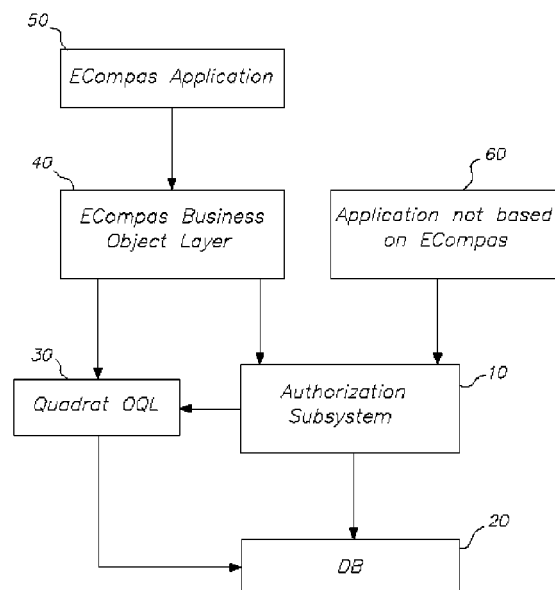 50
ECompas Application
40
60
ECompas Business
Object Layer
Application not based
on ECompas
30
10
Quadrat OQL
Authorization
Subsystem
20
DB